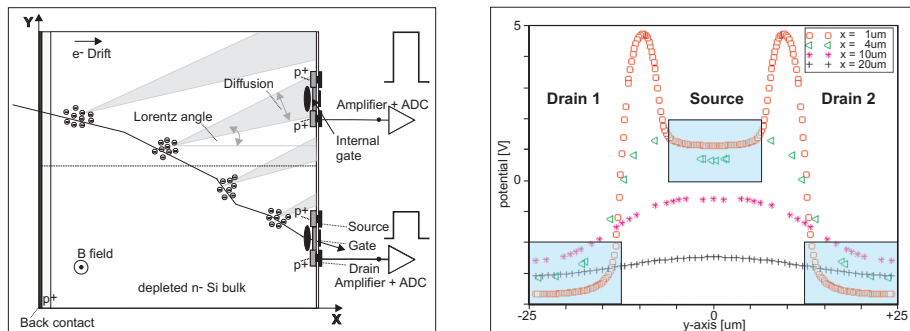 Y
e- Drift
p+
Diffusion
Amplifier + ADC
Lorentz angle
p+
Internal
gate
p+
Source
Gate
B field
p+
Drain
Amplifier + ADC
depleted n- Si bulk
p+
X
Back contact
5
x = 1um
x = 4um
x = 10um
x = 20um
Drain 1
Source
Drain 2
potential [V]
0
-25
0
+25
y-axis [um]